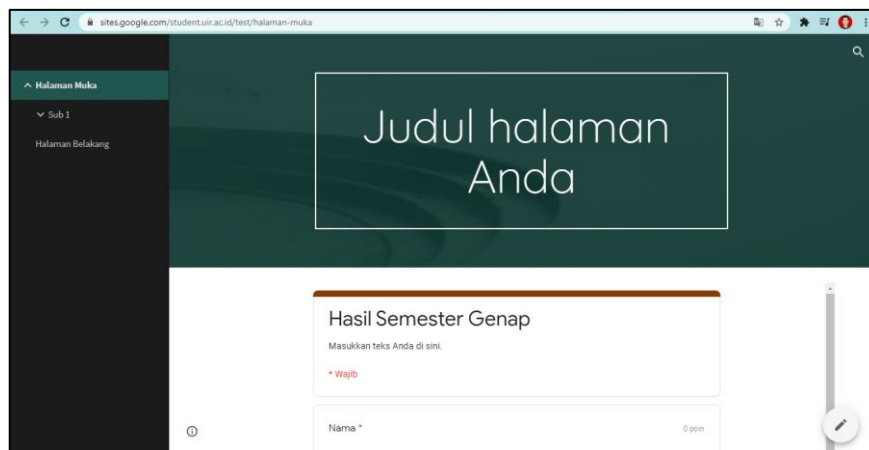 sites.google.com/student.uir.ac.id/test/halaman-muka
Halaman Muka
Sub 1
Halaman Belakang
Judul halaman
Anda
Hasil Semester Genap
Masukkan teks Anda di sini.
* Wajib
Nama *
0 poin